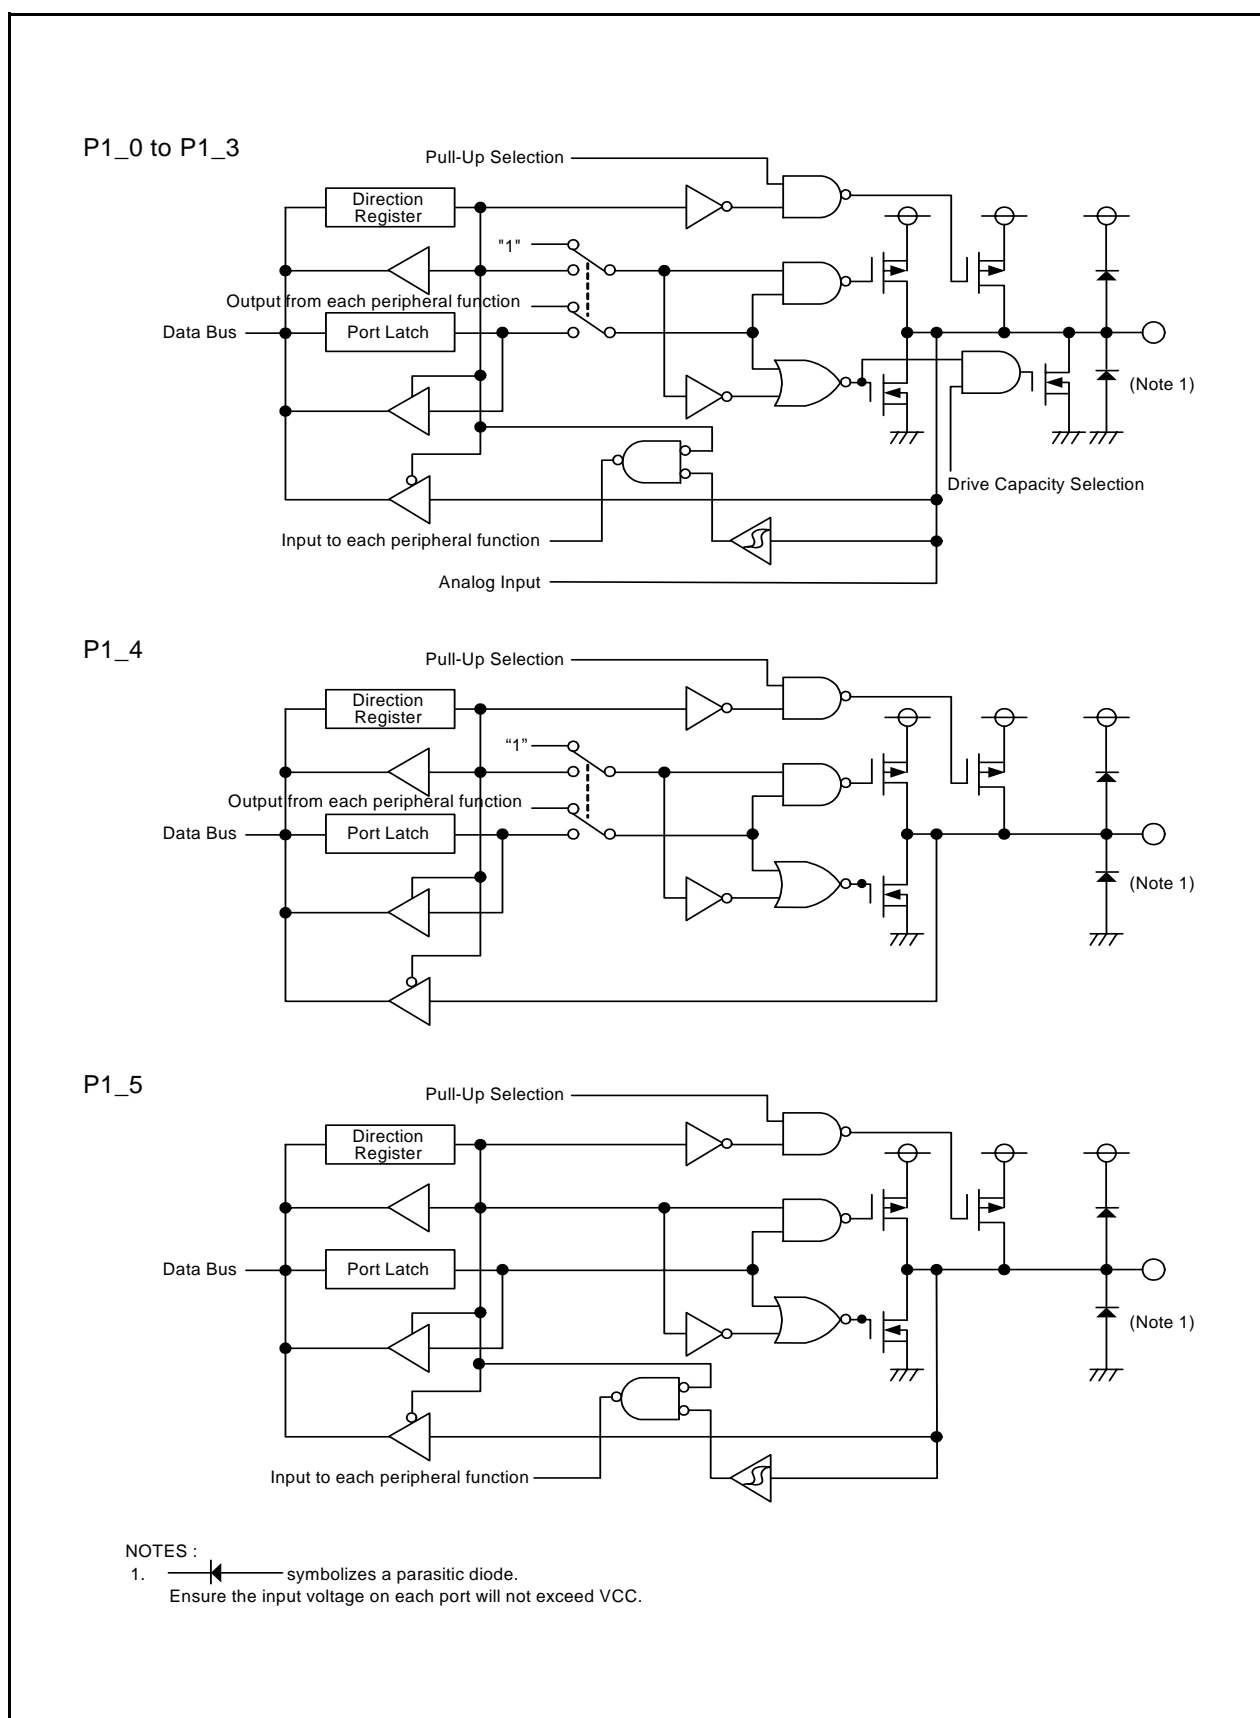 P1_0 to P1_3
Pull-Up Selection
Direction
Register
"1"
Output from each peripheral function
Data Bus
Port Latch
(Note 1)
Drive Capacity Selection
Input to each peripheral function
Analog Input
P1_4
Pull-Up Selection
Direction
Register
“1”
Output from each peripheral function
Data Bus
Port Latch
(Note 1)
P1_5
Pull-Up Selection
Direction
Register
Data Bus
Port Latch
(Note 1)
Input to each peripheral function
NOTES :
1. symbolizes a parasitic diode.
Ensure the input voltage on each port will not exceed VCC.